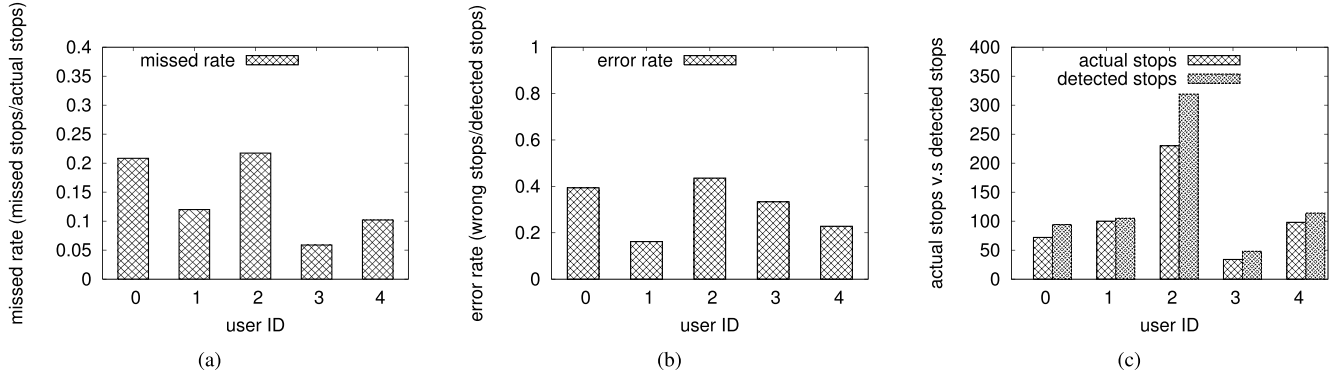 missed rate (missed stops/actual stops)
0.4
0.35
0.3
0.25
0.2
0.15
0.1
0.05
0
missed rate
0 1 2 3 4
user ID
(a)
error rate (wrong stops/detected stops)
1
0.8
0.6
0.4
0.2
0
error rate
0 1 2 3 4
user ID
(b)
actual stops v.s detected stops
400
350
300
250
200
150
100
50
0
actual stops
detected stops
0 1 2 3 4
user ID
(c)